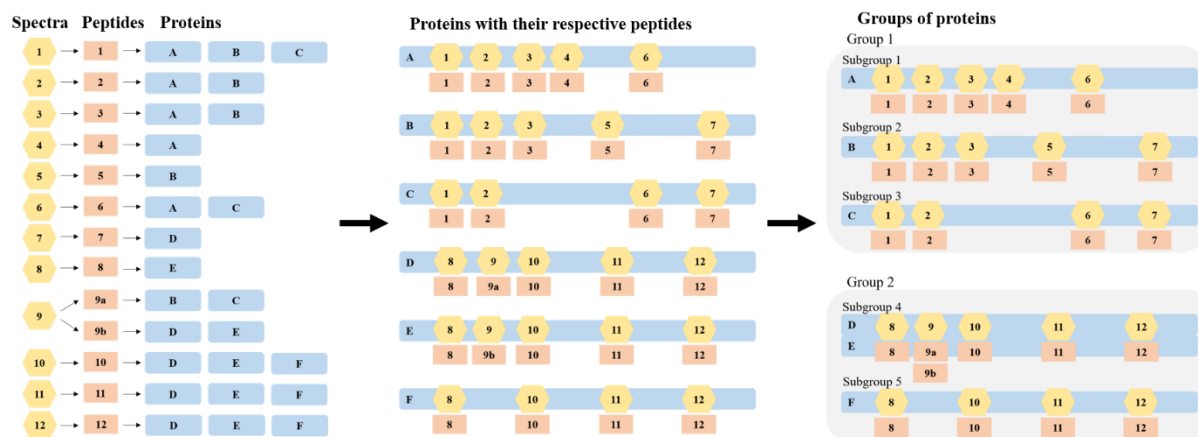 Spectra Peptides Proteins
1 1 A B C
2 2 A B
3 3 A B
4 4 A
5 5 B
6 6 A C
7 7 D
8 8 E
9 9a B C
9b D E
10 10 D E F
11 11 D E F
12 12 D E F
Proteins with their respective peptides
A 1 2 3 4 6
1 2 3 4 6
B 1 2 3 5 7
1 2 3 5 7
C 1 2 6 7
1 2 6 7
D 8 9 10 11 12
8 9a 10 11 12
E 8 9 10 11 12
8 9b 10 11 12
F 8 10 11 12
8 10 11 12
Groups of proteins
Group 1
Subgroup 1
A 1 2 3 4 6
1 2 3 4 6
Subgroup 2
B 1 2 3 5 7
1 2 3 5 7
Subgroup 3
C 1 2 6 7
1 2 6 7
Group 2
Subgroup 4
D 8 9 10 11 12
E 8 9a 10 11 12
9b
Subgroup 5
F 8 10 11 12
8 10 11 12